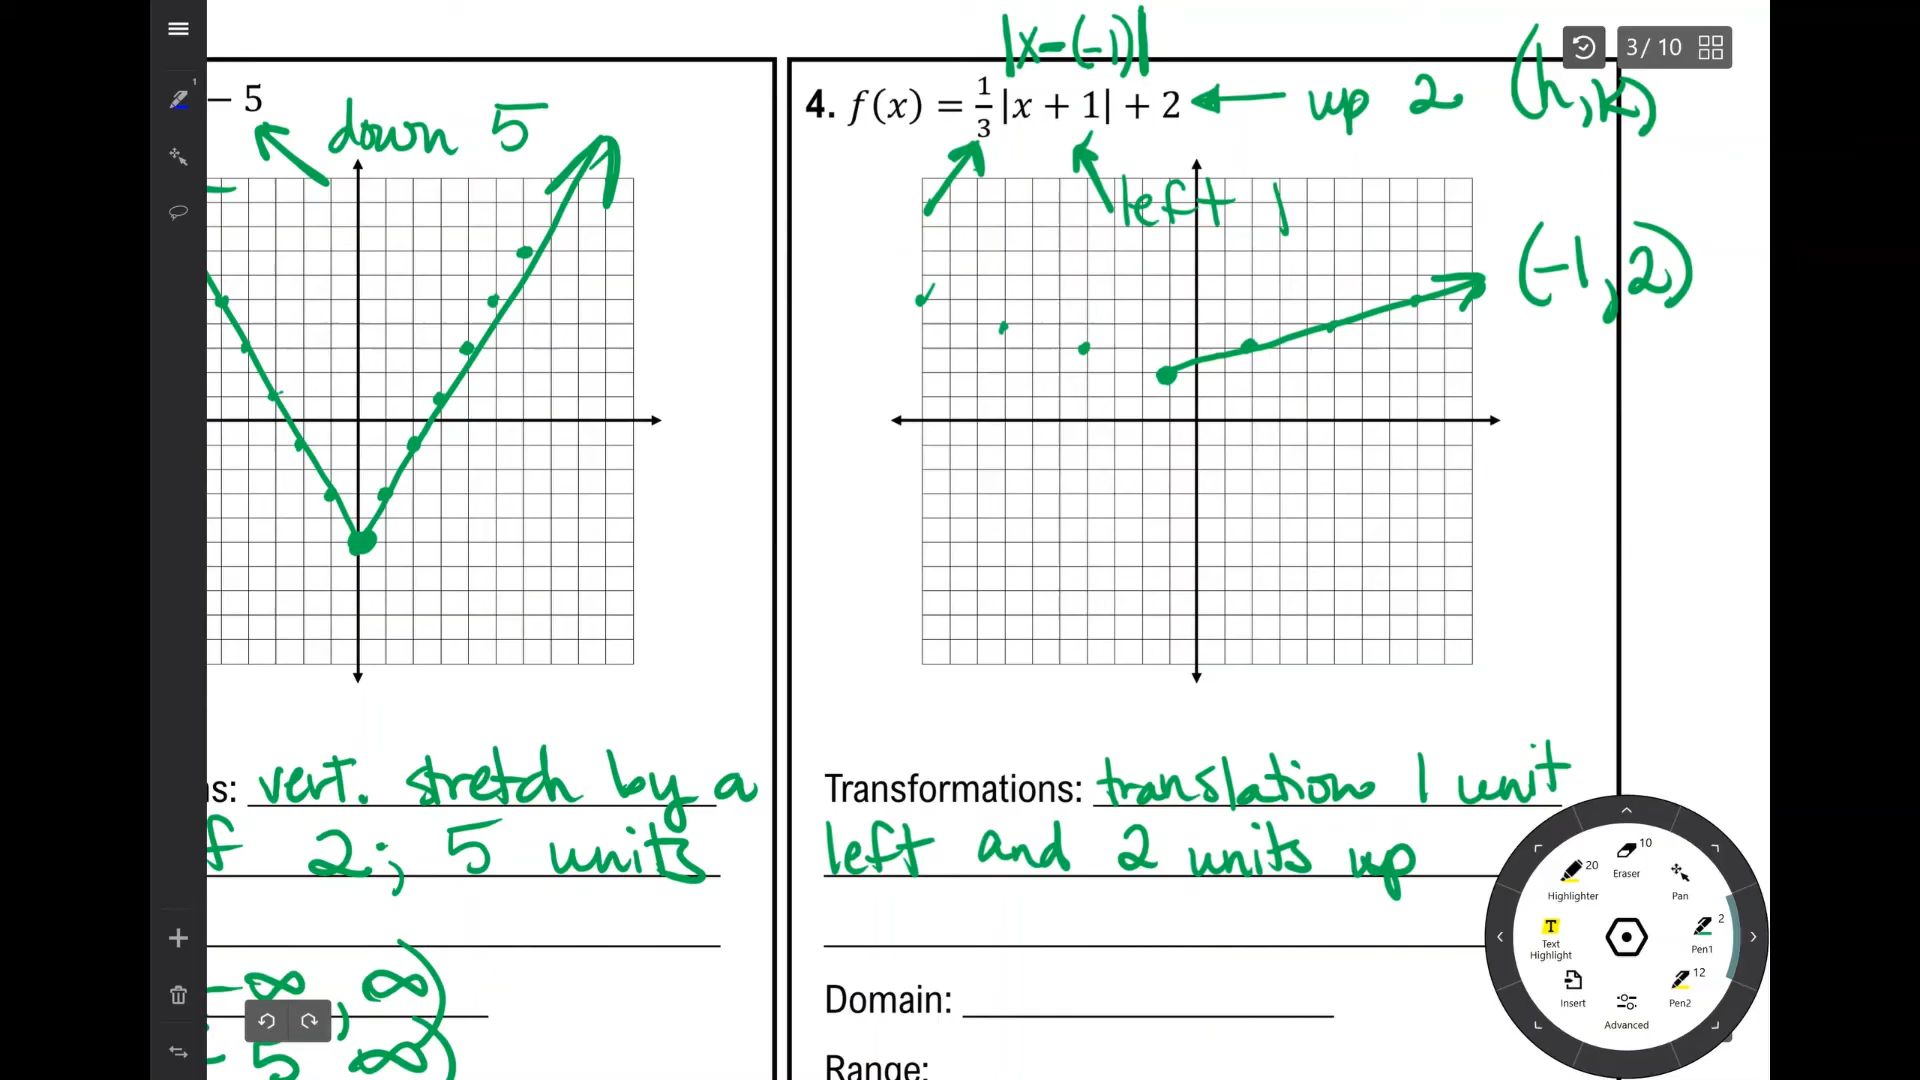 |x-(-1)|
3/ 10
1
- 5
down 5
4. f(x) = 1/3 |x + 1| + 2
up 2
(h,k)
left 1
(-1,2)
ns: vert. stretch by a
f 2; 5 units
Transformations: translation 1 unit
left and 2 units up
-∞, ∞)
- 5, ∞)
Domain:
Range:
10
Eraser
20
Highlighter
Pan
T
Text
Highlight
2
Pen1
Insert
12
Pen2
Advanced